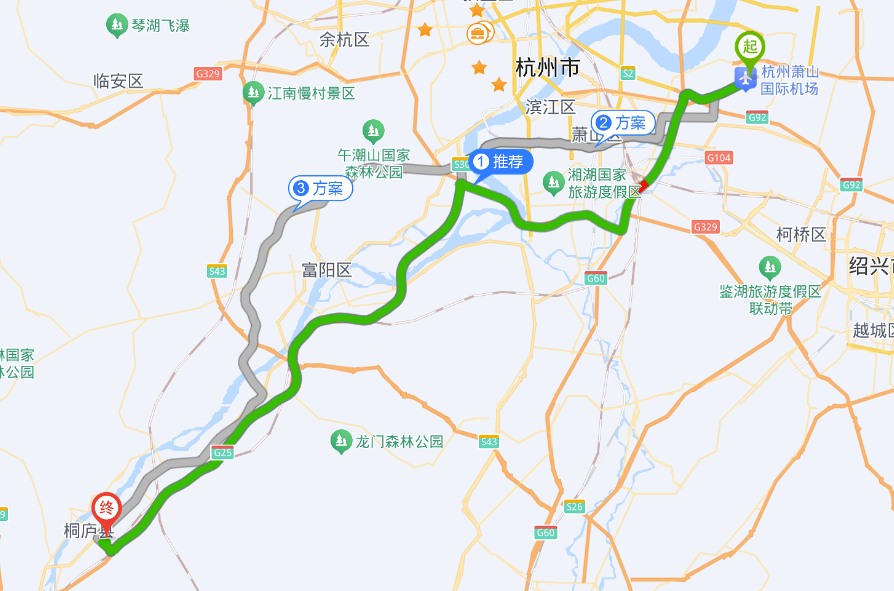 琴湖飞瀑
余杭区
起
杭州市
临安区
G329
S2
杭州萧山
国际机场
江南慢村景区
滨江区
G92
萧山区
2 方案
午潮山国家
森林公园
G104
S30
1 推荐
湘湖国家
旅游度假区
G92
3 方案
G329
柯桥区
S43
富阳区
G60
绍兴市
鉴湖旅游度假区
联动带
越城区
林国家
林公园
龙门森林公园
S43
G25
终
S26
桐庐县
G60